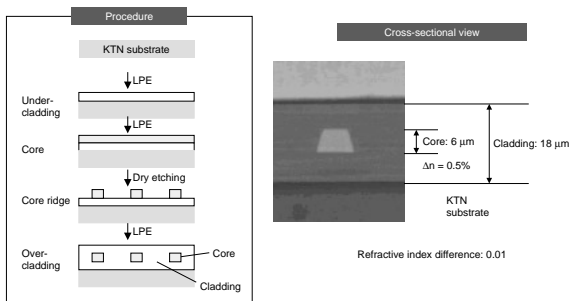 Procedure
KTN substrate
LPE
Under-
cladding
LPE
Core
Dry etching
Core ridge
LPE
Over-
cladding
Core
Cladding
Cross-sectional view
Core: 6 μm
Cladding: 18 μm
Δn = 0.5%
KTN
substrate
Refractive index difference: 0.01